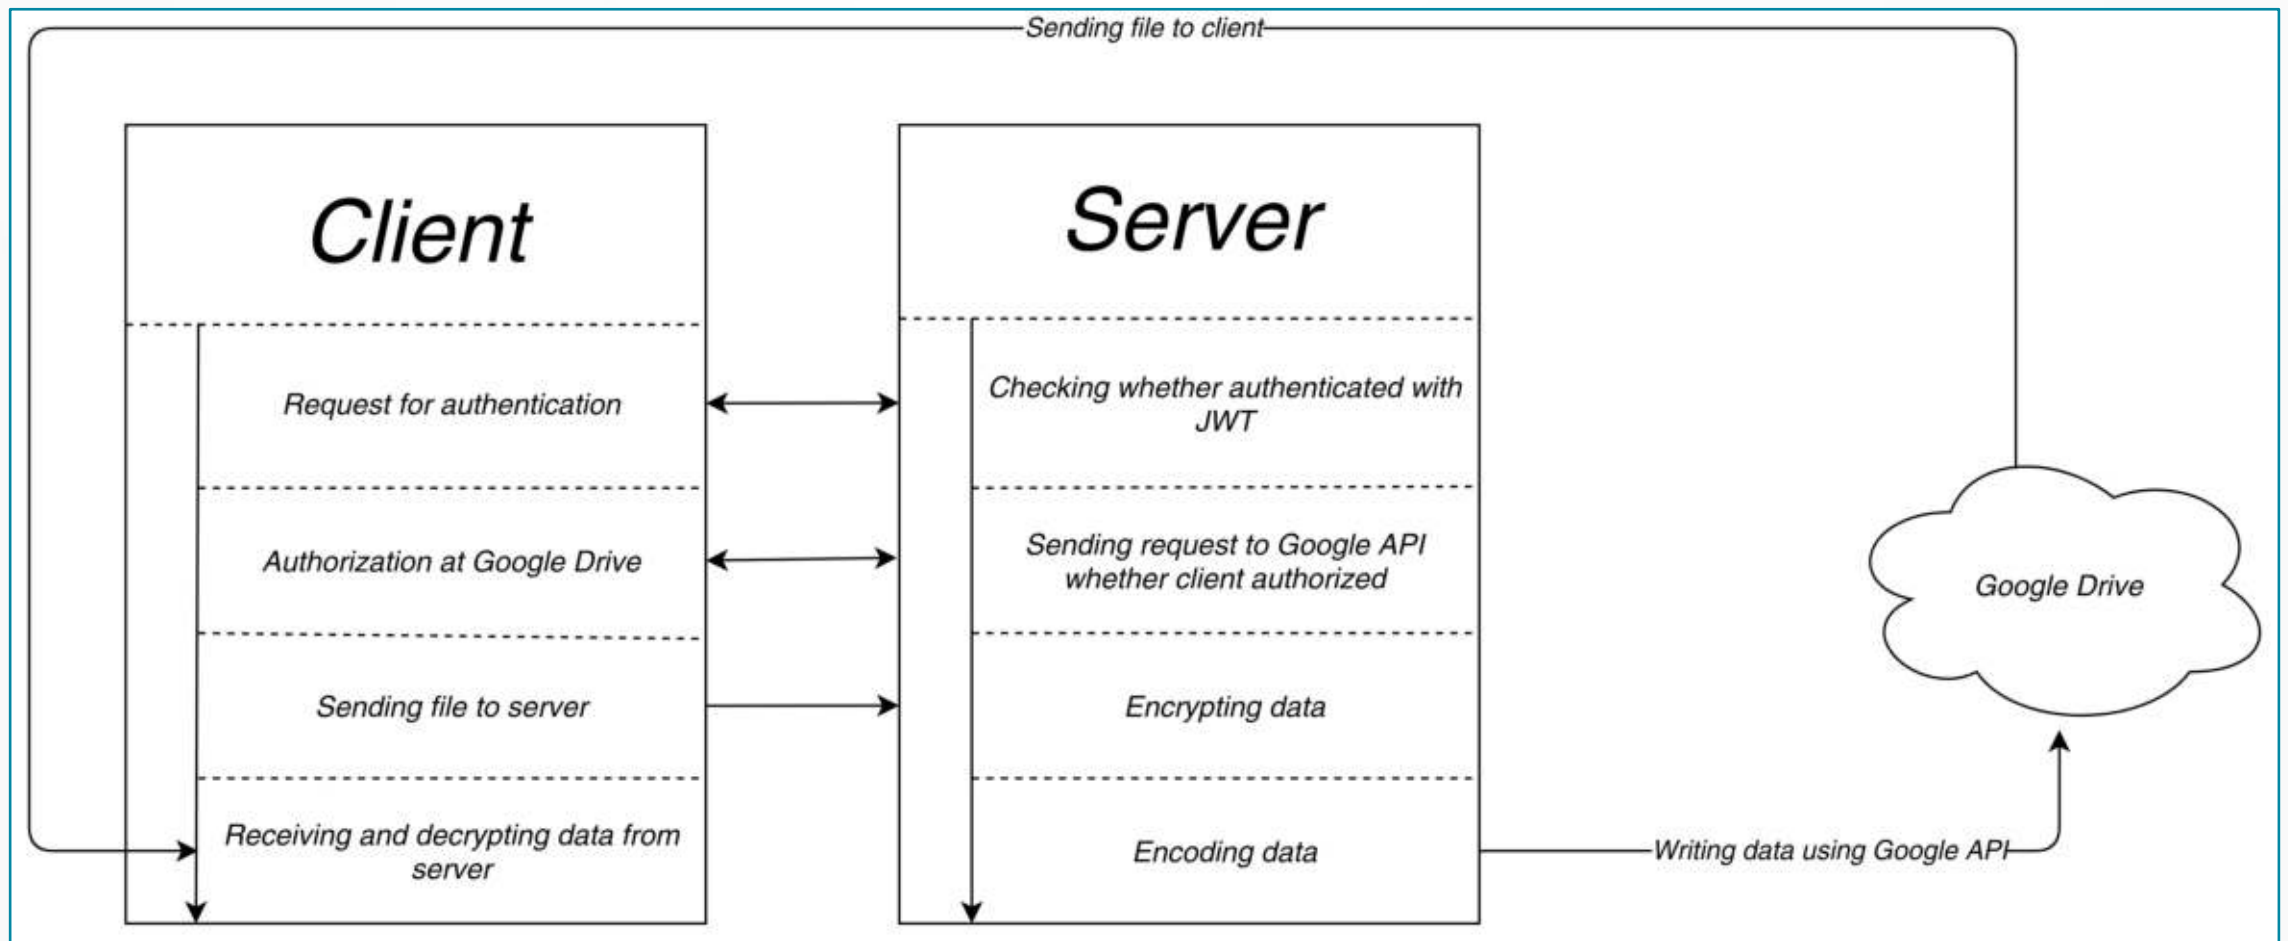 Sending file to client
Client
Server
Request for authentication
Checking whether authenticated with
JWT
Authorization at Google Drive
Sending request to Google API
whether client authorized
Google Drive
Sending file to server
Encrypting data
Receiving and decrypting data from
server
Encoding data
Writing data using Google API